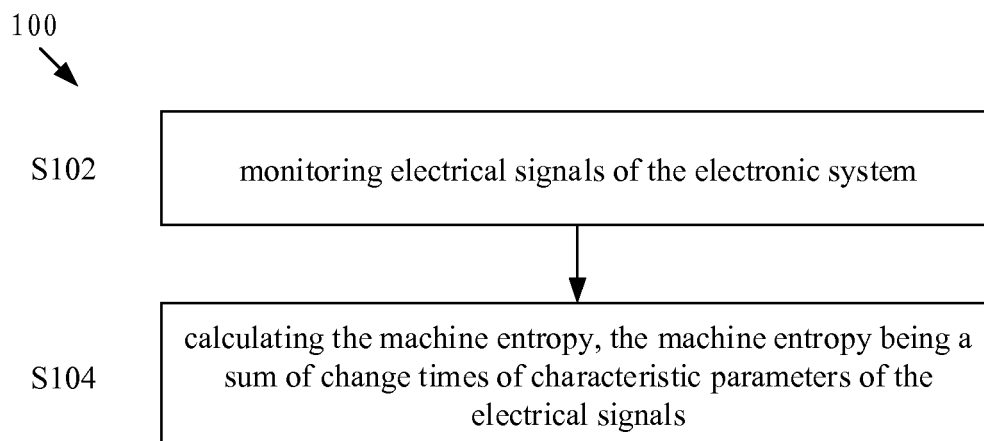 100
S102
monitoring electrical signals of the electronic system
S104
calculating the machine entropy, the machine entropy being a
sum of change times of characteristic parameters of the
electrical signals